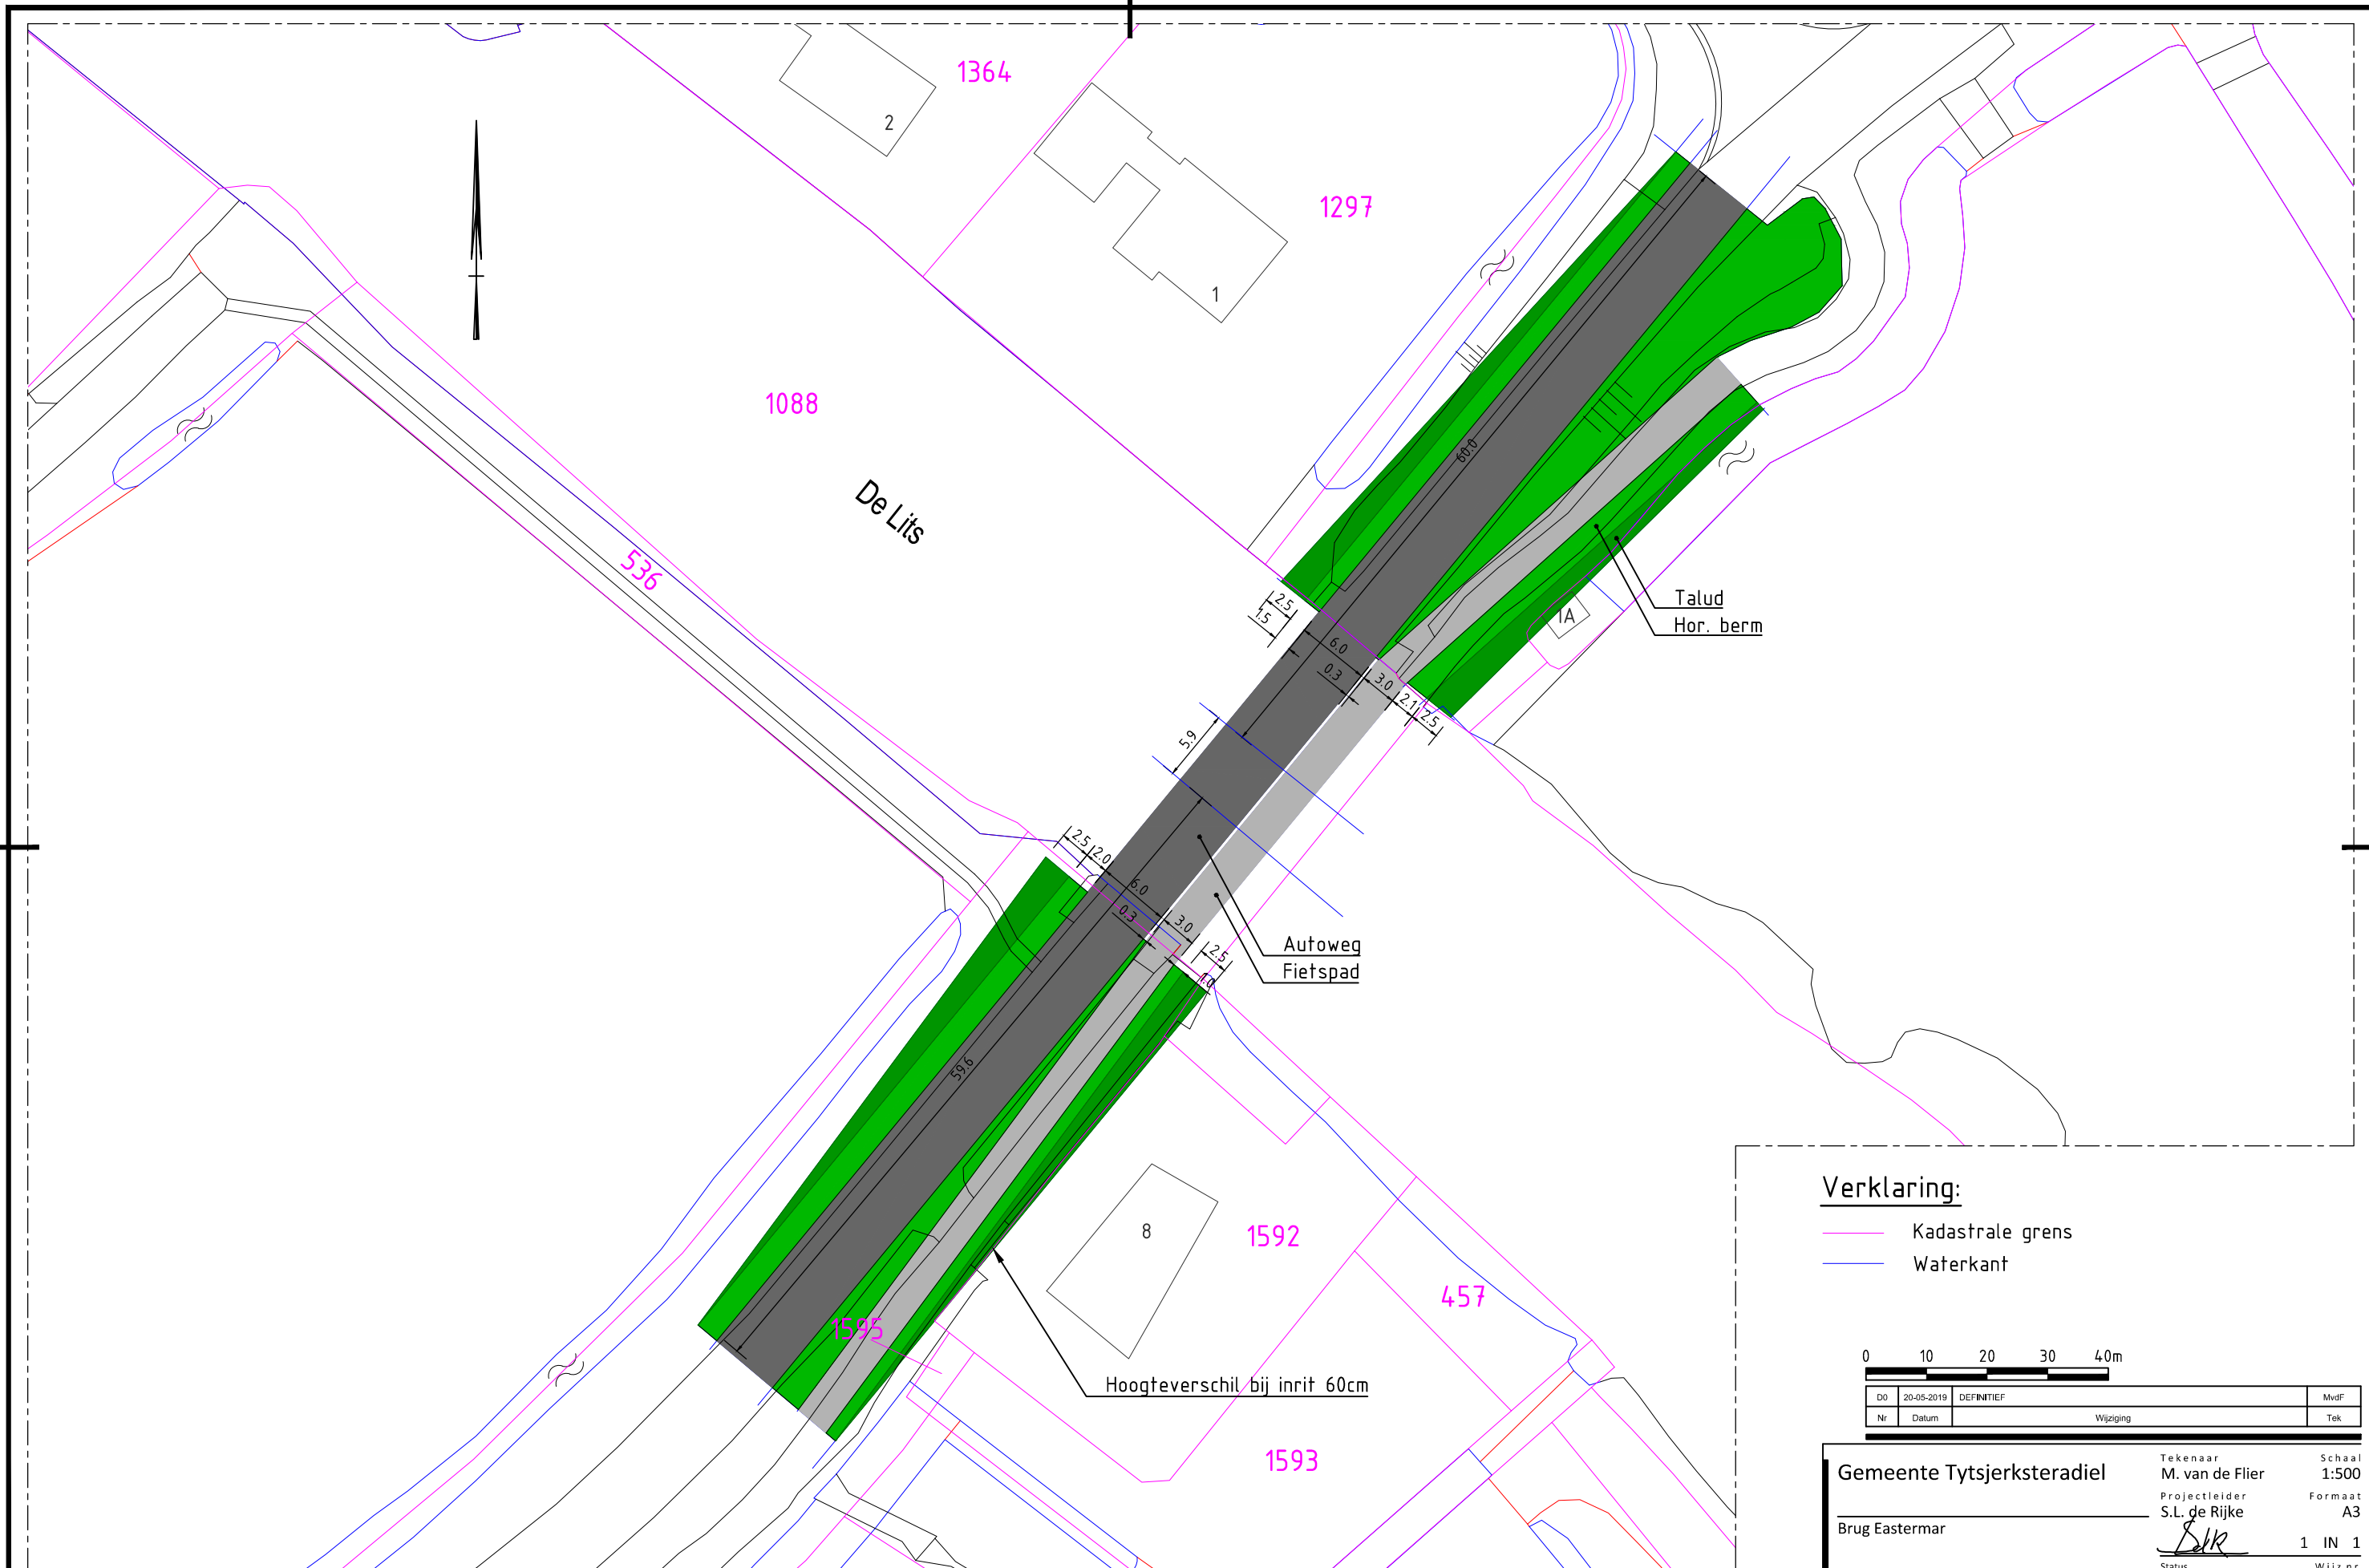 1364
2
1297
1
1088
De Lits
536
60.0
Talud
Hor. berm
1A
2.5
1.5
6.0
0.3
3.0
2.1
2.5
5.9
2.5
2.0
6.0
0.3
3.0
2.5
1.0
Autoweg
Fietspad
59.6
8
1592
457
1595
Hoogteverschil bij inrit 60cm
1593
Verklaring:
Kadastrale grens
Waterkant
0 10 20 30 40m
D0 20-05-2019 DEFINITIEF MvdF
Nr Datum Wijziging Tek
Gemeente Tytsjerksteradiel
Brug Eastermar
Tekenaar Schaal
M. van de Flier 1:500
Projectleider Formaat
S.L. de Rijke A3
1 IN 1
Status Wijz.nr.